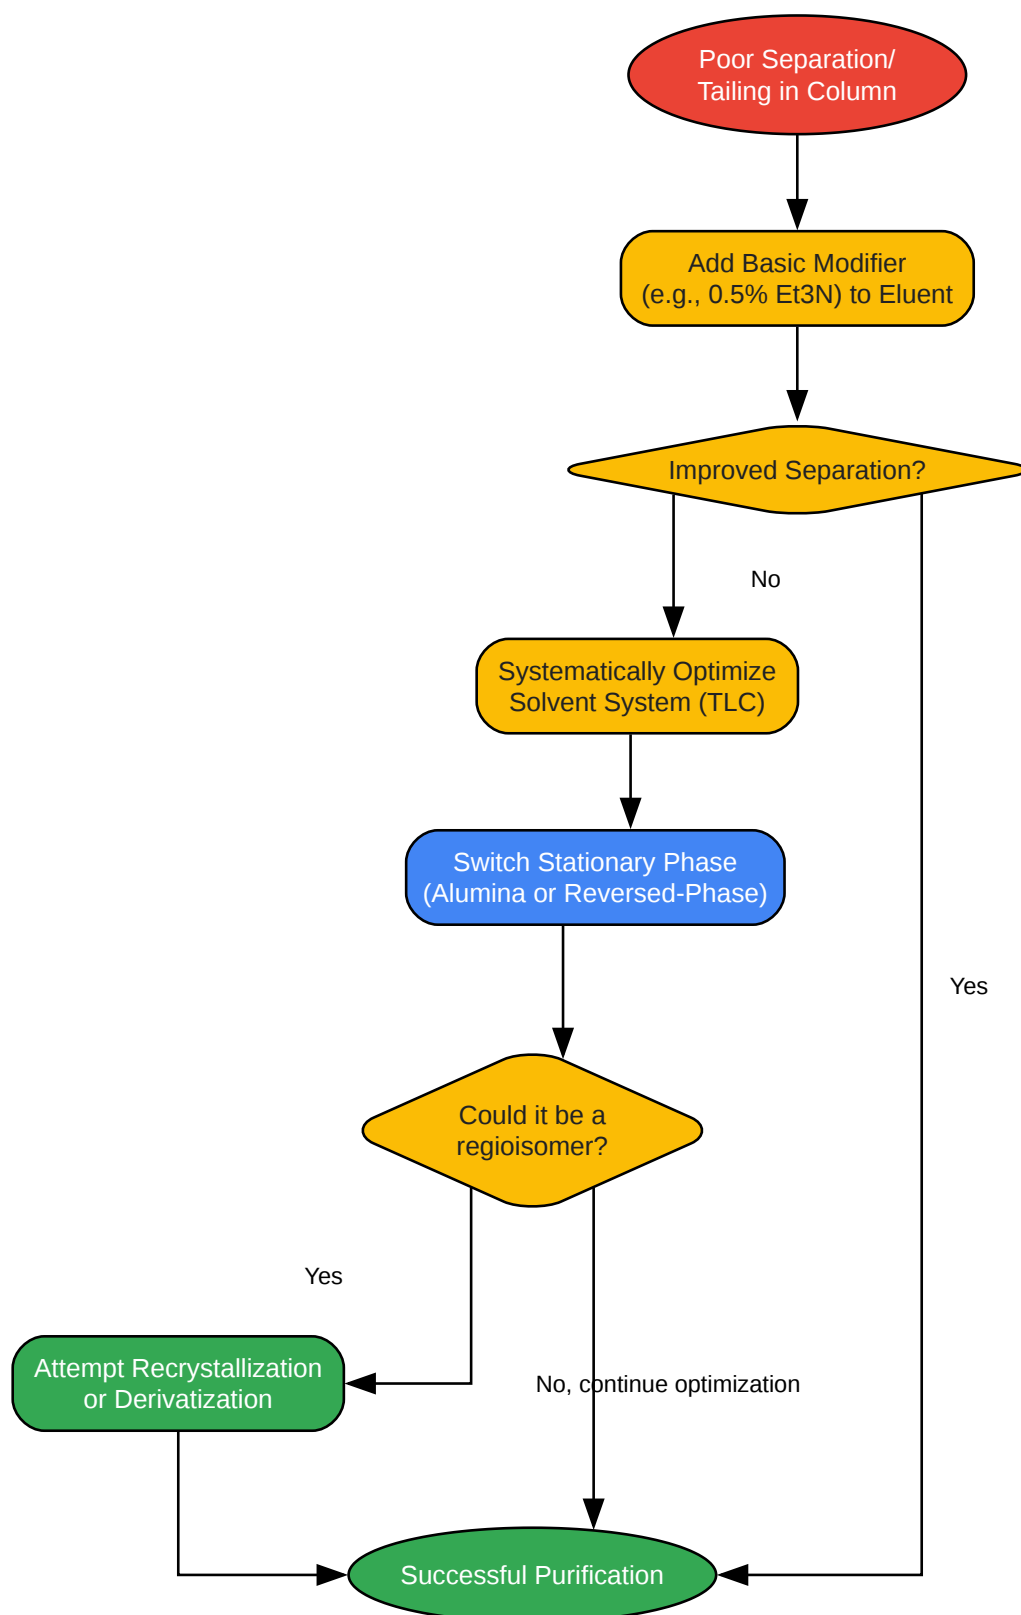 Poor Separation/
Tailing in Column
Add Basic Modifier
(e.g., 0.5% Et3N) to Eluent
Improved Separation?
No
Systematically Optimize
Solvent System (TLC)
Switch Stationary Phase
(Alumina or Reversed-Phase)
Yes
Could it be a
regioisomer?
Yes
Attempt Recrystallization
or Derivatization
No, continue optimization
Successful Purification